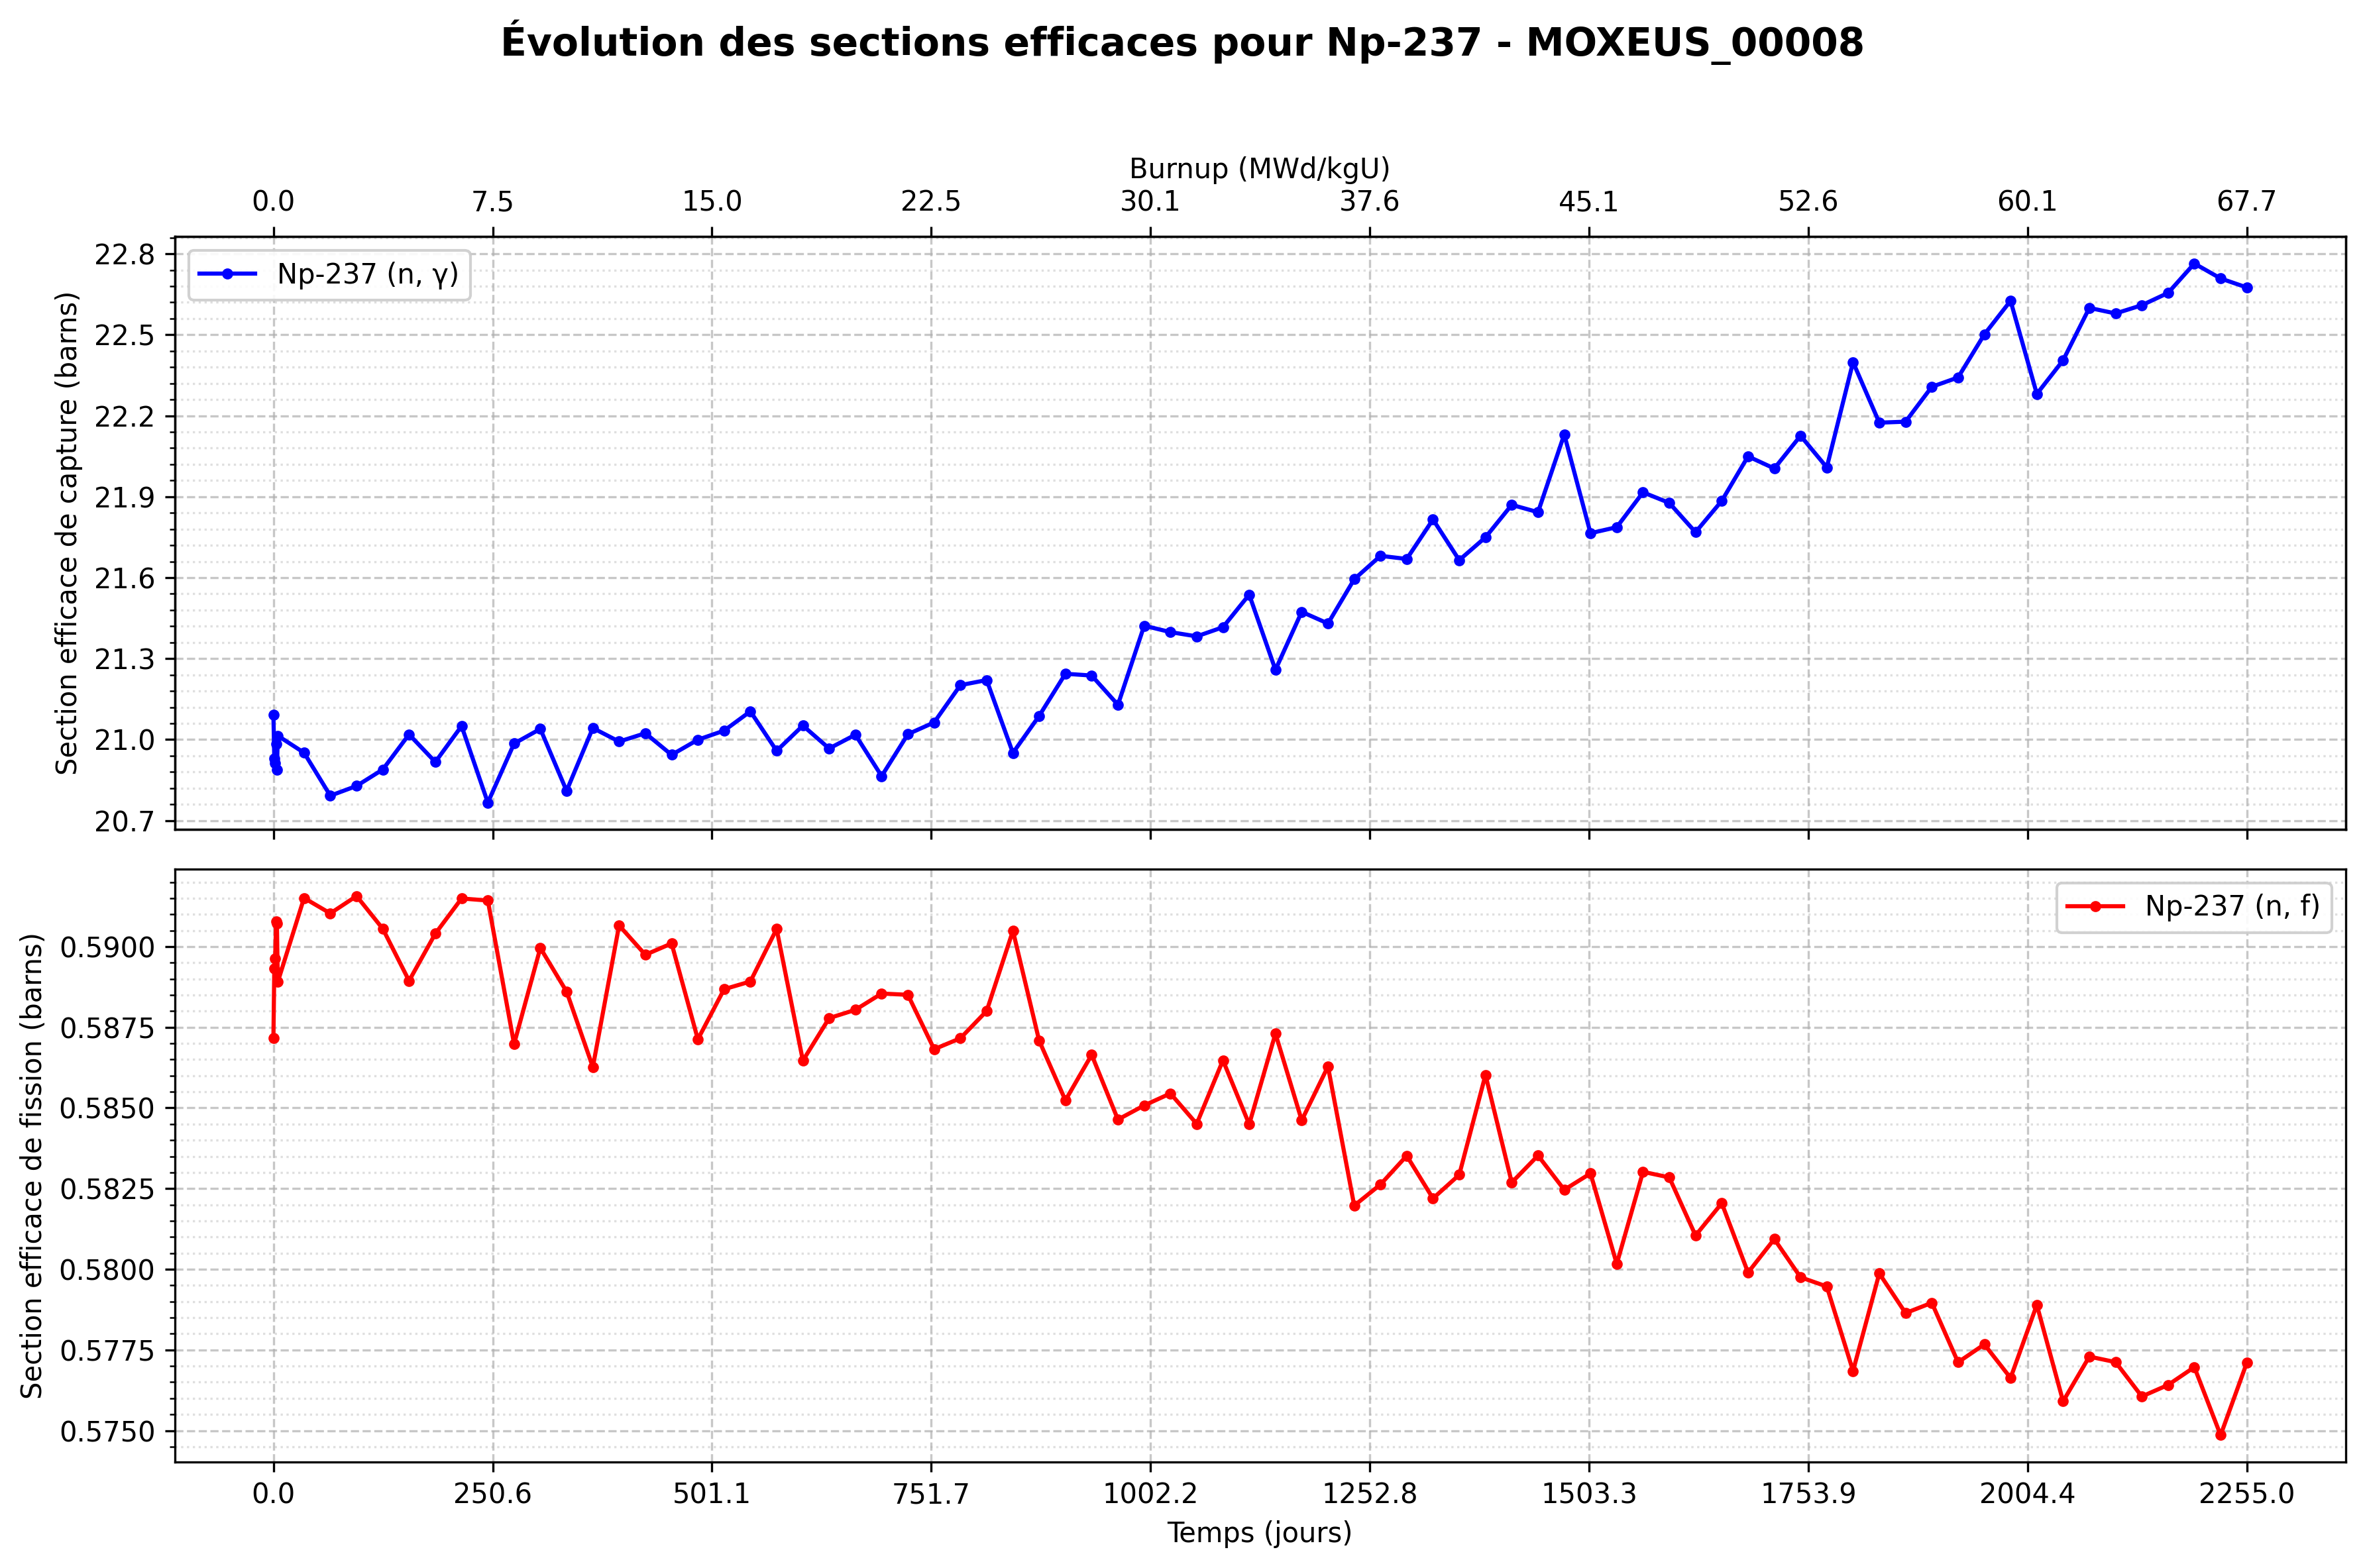 Évolution des sections efficaces pour Np-237 - MOXEUS_00008
Burnup (MWd/kgU)
0.0 7.5 15.0 22.5 30.1 37.6 45.1 52.6 60.1 67.7
Section efficace de capture (barns)
22.8
22.5
22.2
21.9
21.6
21.3
21.0
20.7
Np-237 (n, γ)
Section efficace de fission (barns)
0.5900
0.5875
0.5850
0.5825
0.5800
0.5775
0.5750
Np-237 (n, f)
0.0 250.6 501.1 751.7 1002.2 1252.8 1503.3 1753.9 2004.4 2255.0
Temps (jours)